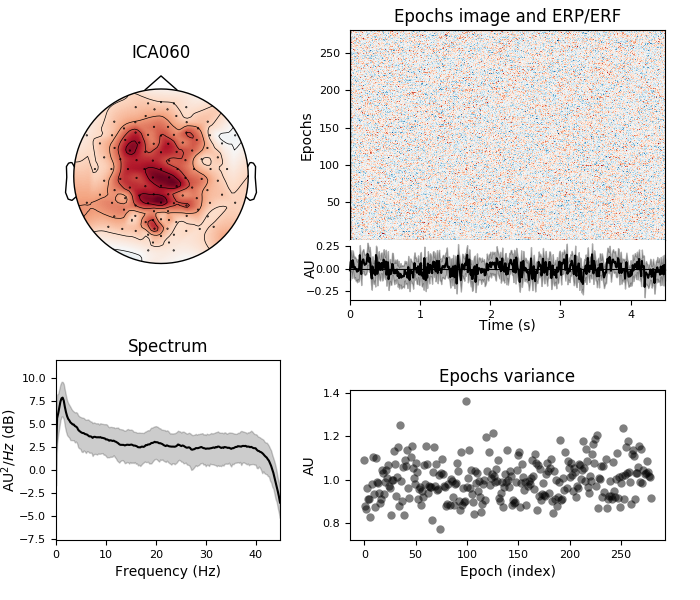 ICA060
Epochs image and ERP/ERF
Epochs
250
200
150
100
50
AU
0.25
0.00
−0.25
0 1 2 3 4
Time (s)
Spectrum
AU²/Hz (dB)
10.0
7.5
5.0
2.5
0.0
−2.5
−5.0
−7.5
0 10 20 30 40
Frequency (Hz)
Epochs variance
AU
1.4
1.2
1.0
0.8
0 50 100 150 200 250
Epoch (index)